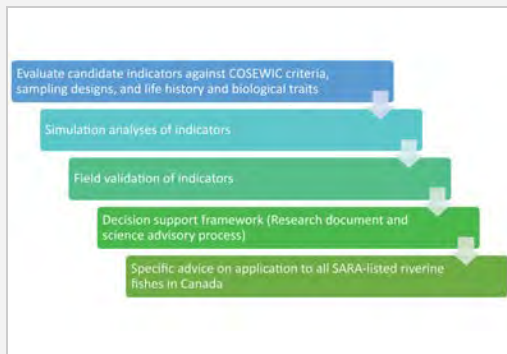 Evaluate candidate indicators against COSEWIC criteria,
sampling designs, and life history and biological traits
Simulation analyses of indicators
Field validation of indicators
Decision support framework (Research document and
science advisory process)
Specific advice on application to all SARA-listed riverine
fishes in Canada